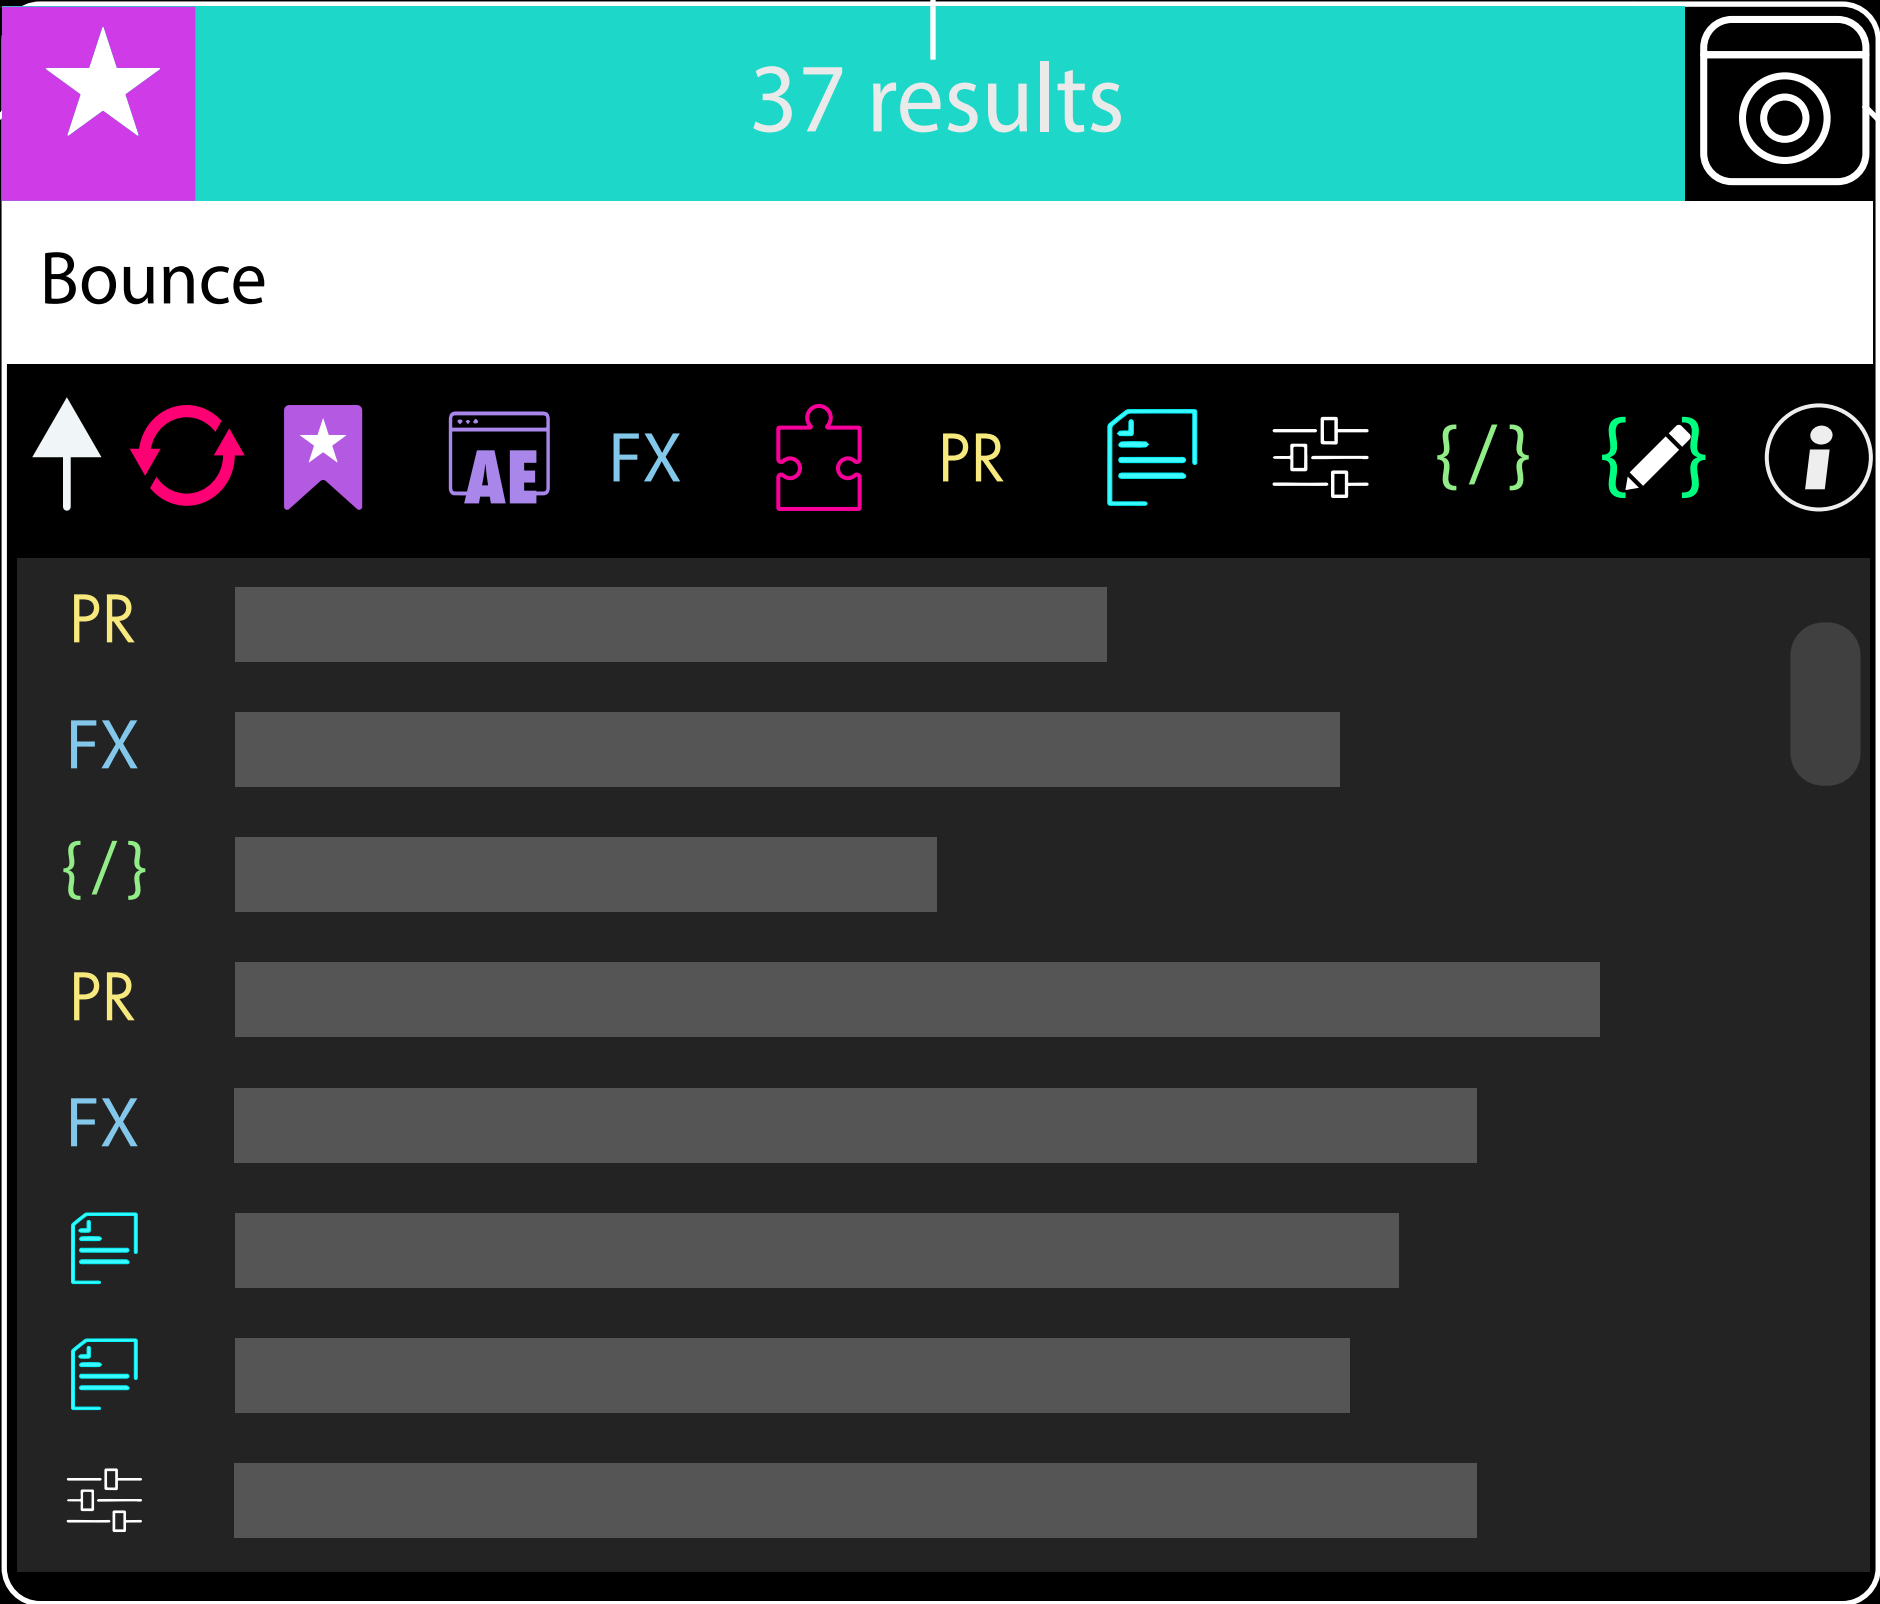 37 results
Bounce
AE FX PR {/} { } i
PR
FX
{/}
PR
FX